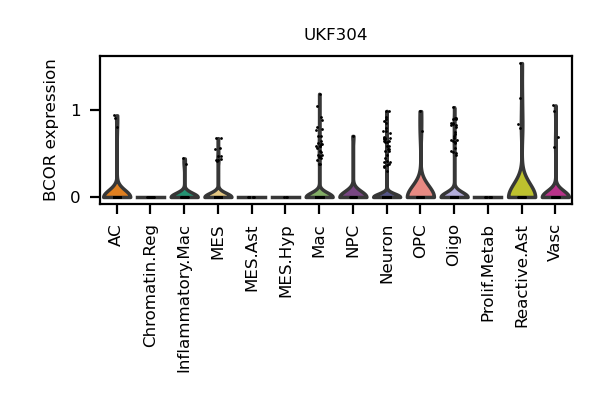 UKF304
BCOR expression
1
0
AC
Chromatin.Reg
Inflammatory.Mac
MES
MES.Ast
MES.Hyp
Mac
NPC
Neuron
OPC
Oligo
Prolif.Metab
Reactive.Ast
Vasc